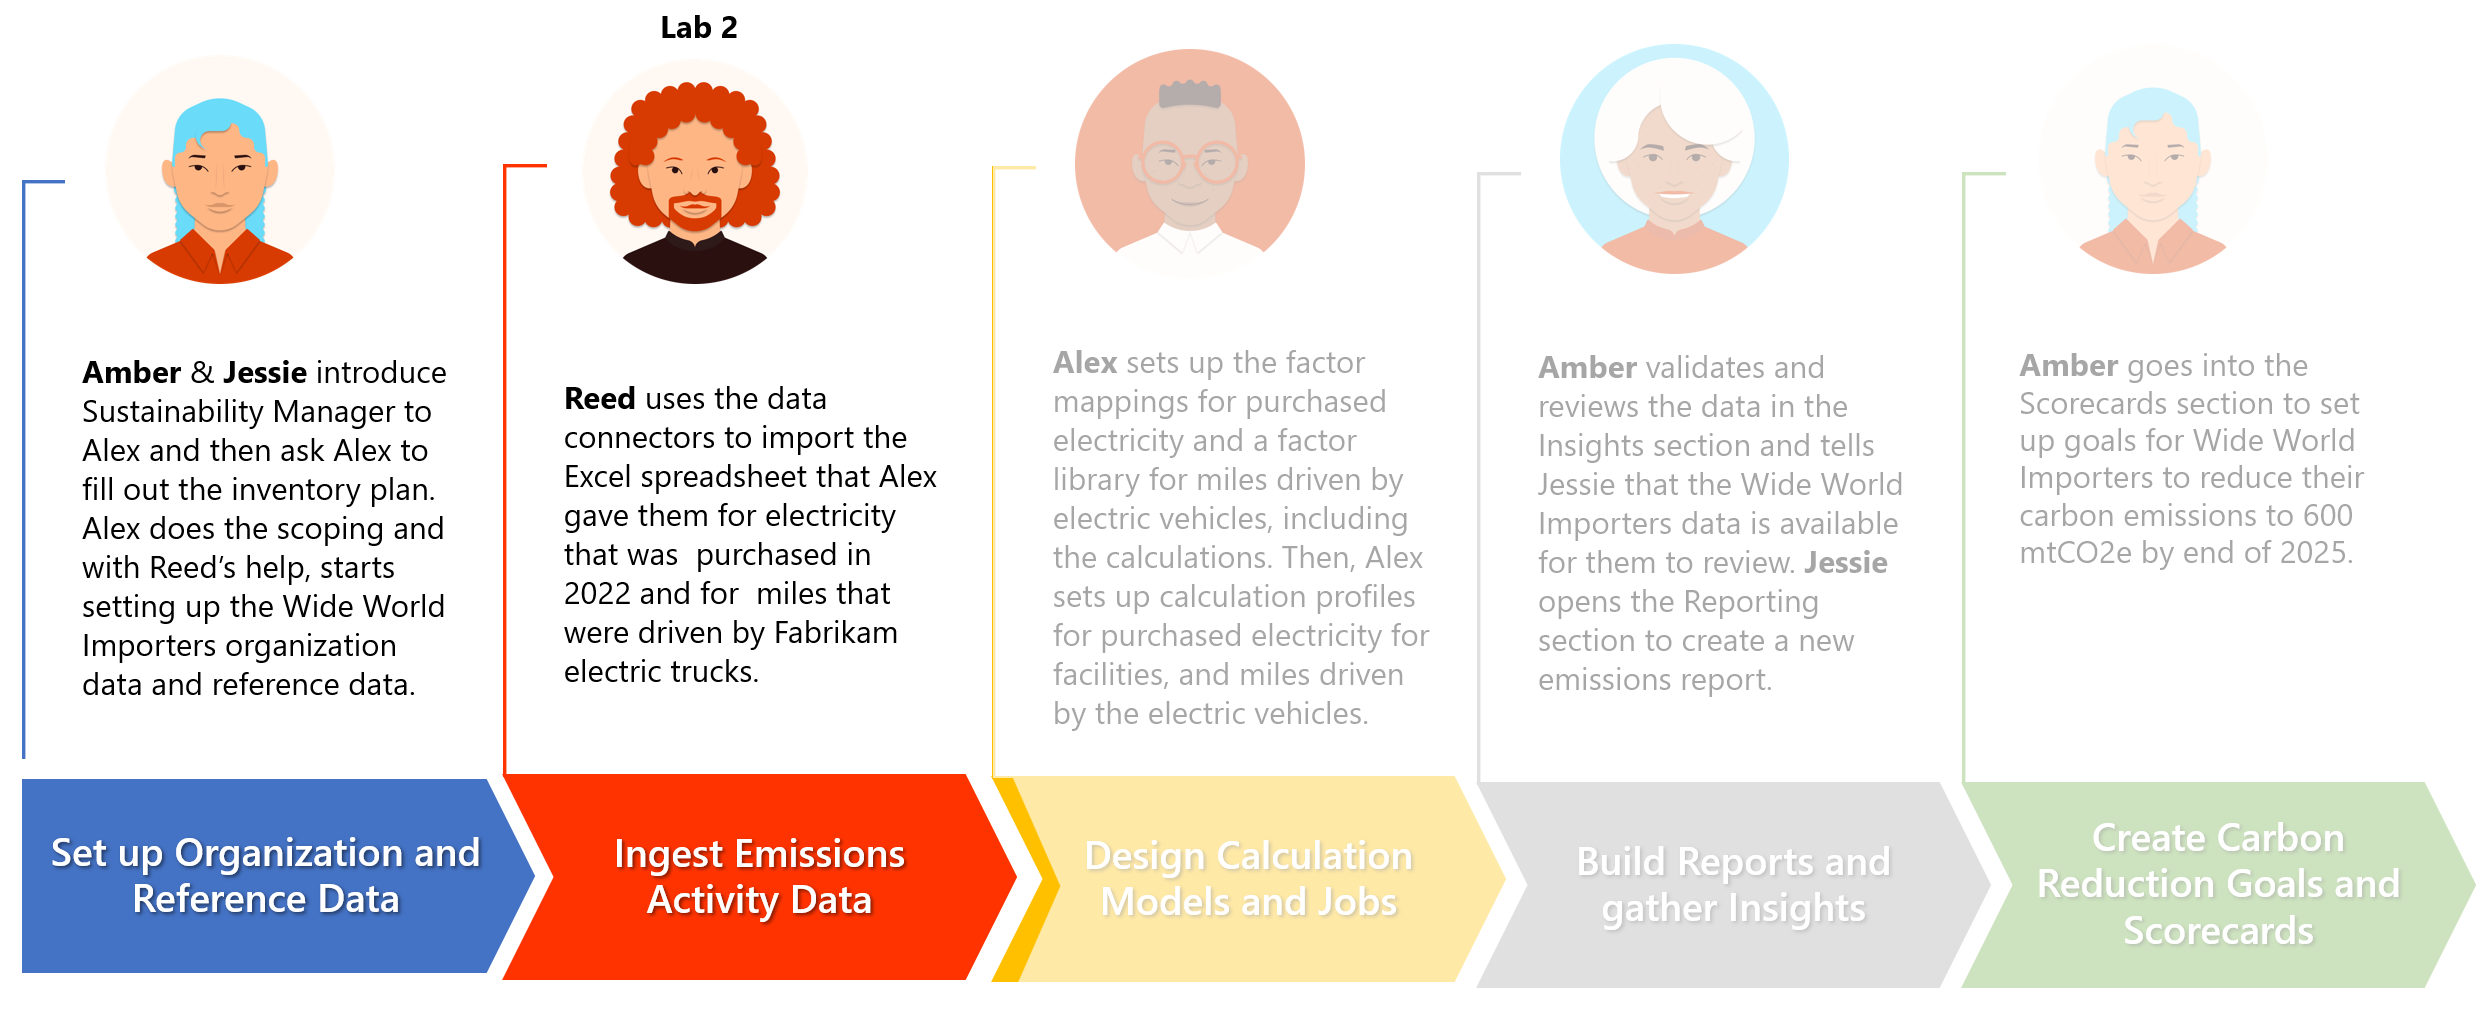 Lab 2
Amber & Jessie introduce
Sustainability Manager to
Alex and then ask Alex to
fill out the inventory plan.
Alex does the scoping and
with Reed’s help, starts
setting up the Wide World
Importers organization
data and reference data.
Reed uses the data
connectors to import the
Excel spreadsheet that Alex
gave them for electricity
that was  purchased in
2022 and for  miles that
were driven by Fabrikam
electric trucks.
Alex sets up the factor
mappings for purchased
electricity and a factor
library for miles driven by
electric vehicles, including
the calculations. Then, Alex
sets up calculation profiles
for purchased electricity for
facilities, and miles driven
by the electric vehicles.
Amber validates and
reviews the data in the
Insights section and tells
Jessie that the Wide World
Importers data is available
for them to review. Jessie
opens the Reporting
section to create a new
emissions report.
Amber goes into the
Scorecards section to set
up goals for Wide World
Importers to reduce their
carbon emissions to 600
mtCO2e by end of 2025.
Set up Organization and
Reference Data
Ingest Emissions
Activity Data
Design Calculation
Models and Jobs
Build Reports and
gather Insights
Create Carbon
Reduction Goals and
Scorecards